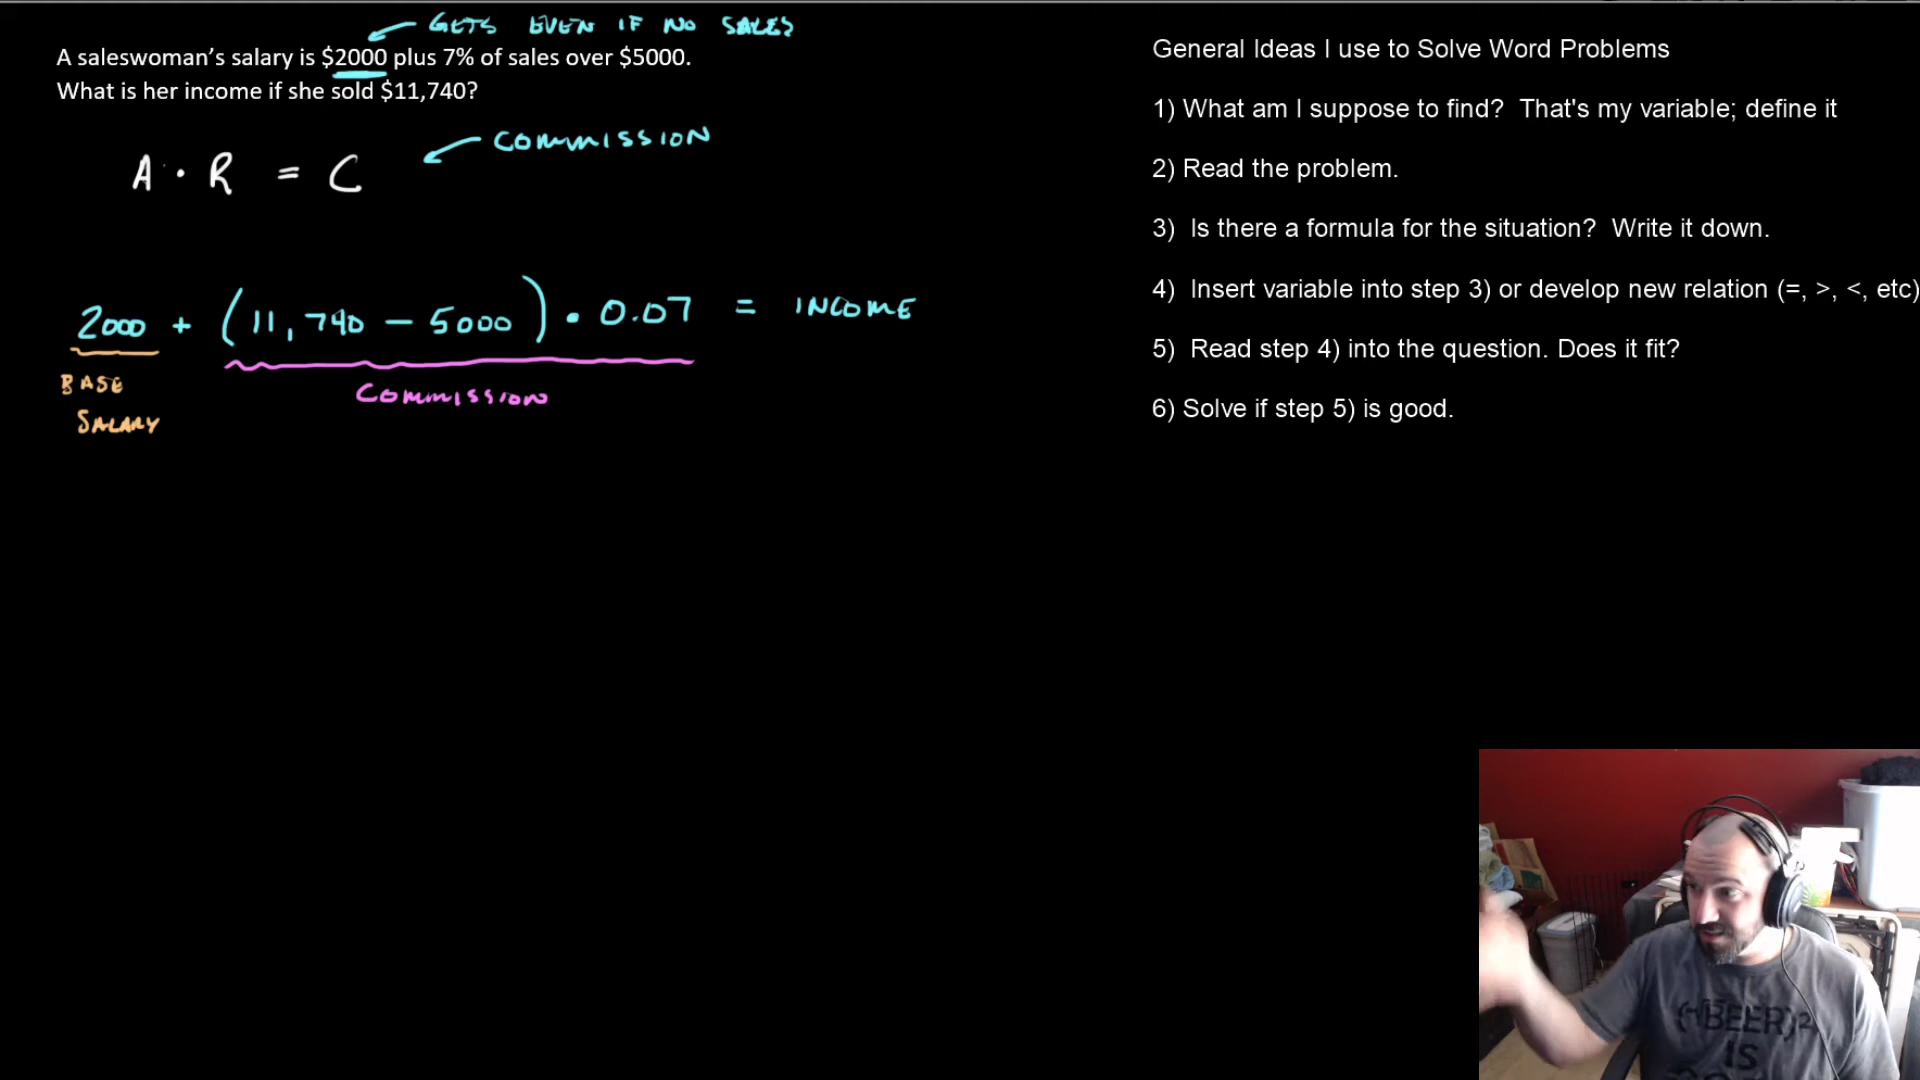 GETS EVEN IF NO SALES
A saleswoman's salary is $2000 plus 7% of sales over $5000.
What is her income if she sold $11,740?
COMMISSION
A · R = C
2000 + (11,740 - 5000) · 0.07 = INCOME
BASE
SALARY
COMMISSION
General Ideas I use to Solve Word Problems
1) What am I suppose to find?  That's my variable; define it
2) Read the problem.
3)  Is there a formula for the situation?  Write it down.
4)  Insert variable into step 3) or develop new relation (=, >, <, etc)
5)  Read step 4) into the question. Does it fit?
6) Solve if step 5) is good.
IS